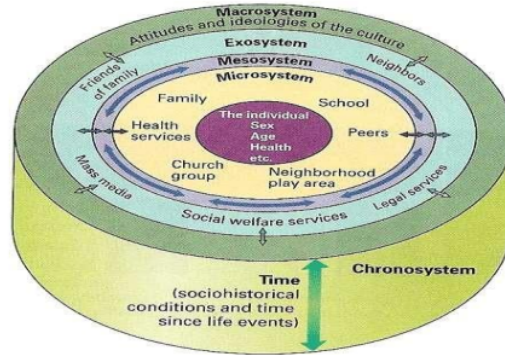 Macrosystem
Attitudes and ideologies of the culture
Exosystem
Mesosystem
Microsystem
Friends
of family
Neighbors
Family
School
The individual
Sex
Age
Health
etc.
Health
services
Peers
Church
group
Neighborhood
play area
Mass media
Social welfare services
Legal services
Time
(sociohistorical
conditions and time
since life events)
Chronosystem